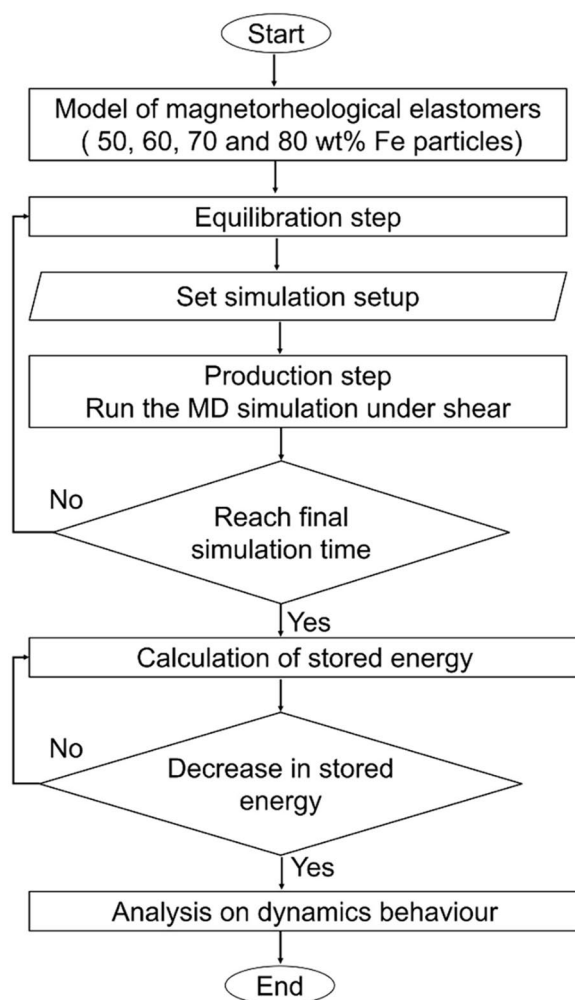 Start
Model of magnetorheological elastomers
( 50, 60, 70 and 80 wt% Fe particles)
Equilibration step
Set simulation setup
Production step
Run the MD simulation under shear
No
Reach final
simulation time
Yes
Calculation of stored energy
No
Decrease in stored
energy
Yes
Analysis on dynamics behaviour
End